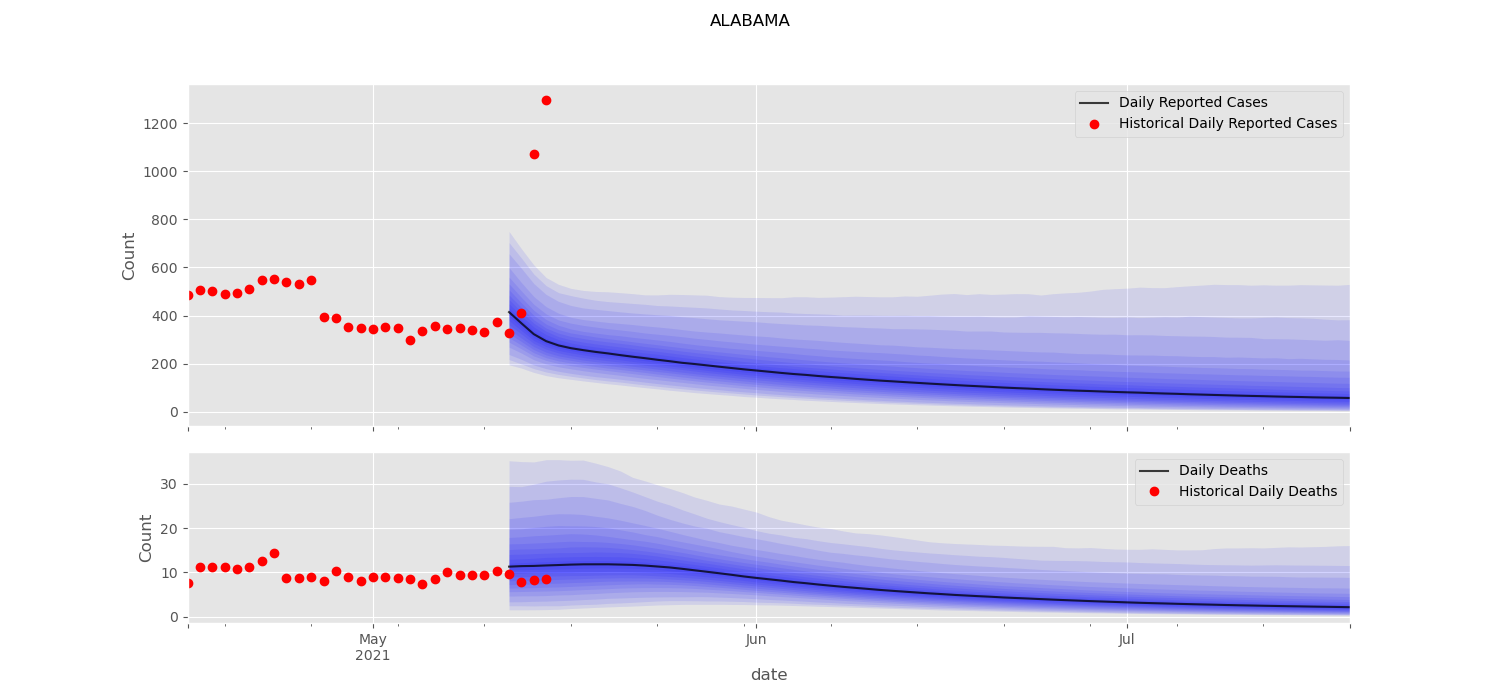 ALABAMA
Count
1200
1000
800
600
400
200
0
Daily Reported Cases
Historical Daily Reported Cases
Count
30
20
10
0
Daily Deaths
Historical Daily Deaths
May
2021
Jun
Jul
date